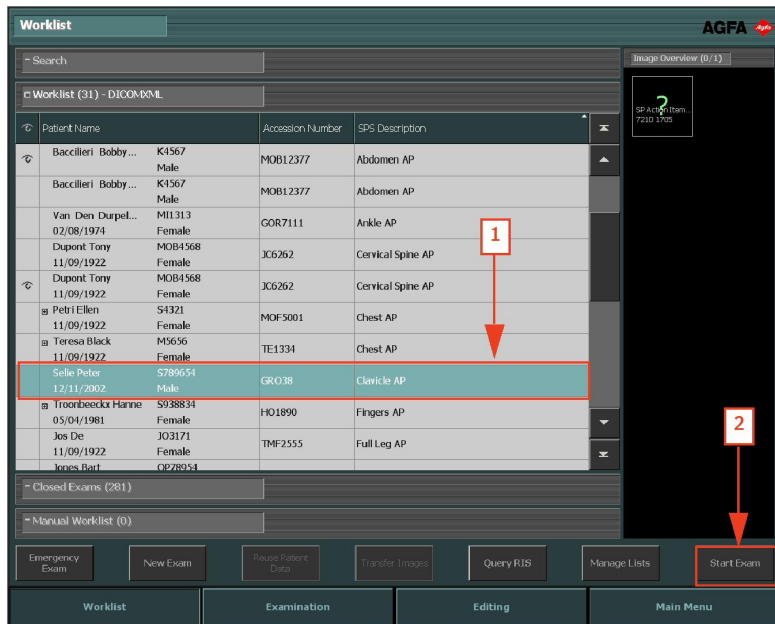 Worklist
AGFA
Search
Image Overview (0/1)
Worklist (31) - DICOMXML
?
SP Action Item...
7210 1705
Patient Name Accession Number SPS Description
Baccilieri Bobby... K4567 MOB12377 Abdomen AP
Male
Baccilieri Bobby... K4567 MOB12377 Abdomen AP
Male
Van Den Durpel... MI1313 GOR7111 Ankle AP
02/08/1974 Female
1
Dupont Tony MOB4568 JC6262 Cervical Spine AP
11/09/1922 Female
Dupont Tony MOB4568 JC6262 Cervical Spine AP
11/09/1922 Female
Petri Ellen S4321 MOF5001 Chest AP
11/09/1922 Female
Teresa Black M5656 TE1334 Chest AP
11/09/1922 Female
Selie Peter S789654 GRO38 Clavicle AP
12/11/2002 Male
Troonbeeckx Hanne S938834 HO1890 Fingers AP
05/04/1981 Female
2
Jos De JO3171 TMF2555 Full Leg AP
11/09/1922 Female
Jones Bart OP78954
Closed Exams (281)
Manual Worklist (0)
Emergency Exam
New Exam
Reuse Patient Data
Transfer Images
Query RIS
Manage Lists
Start Exam
Worklist Examination Editing Main Menu